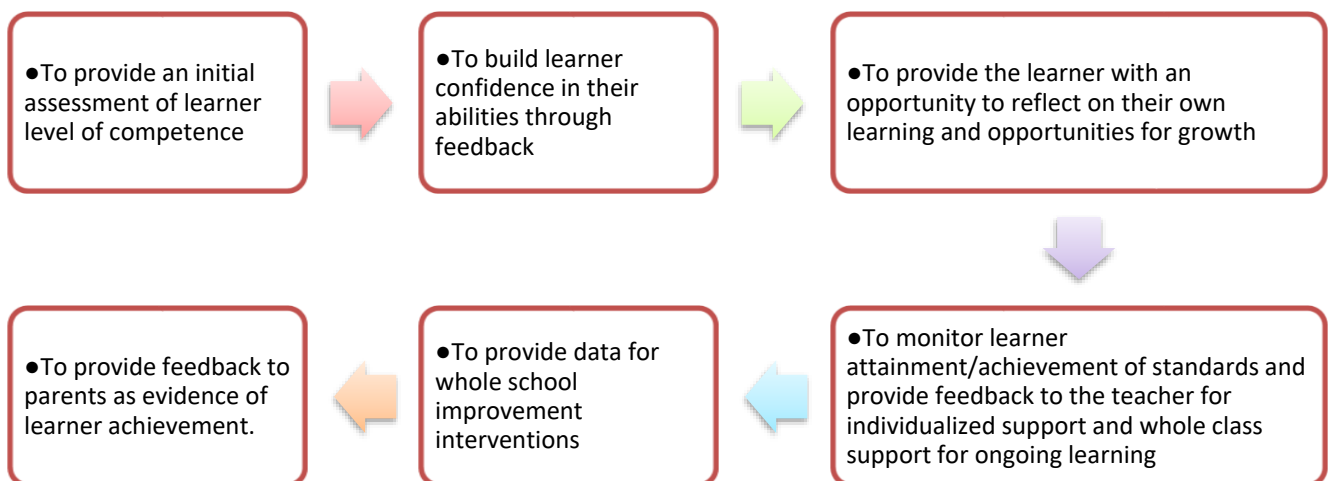 ●To provide an initial
assessment of learner
level of competence
●To build learner
confidence in their
abilities through
feedback
●To provide the learner with an
opportunity to reflect on their own
learning and opportunities for growth
●To monitor learner
attainment/achievement of standards and
provide feedback to the teacher for
individualized support and whole class
support for ongoing learning
●To provide data for
whole school
improvement
interventions
●To provide feedback to
parents as evidence of
learner achievement.